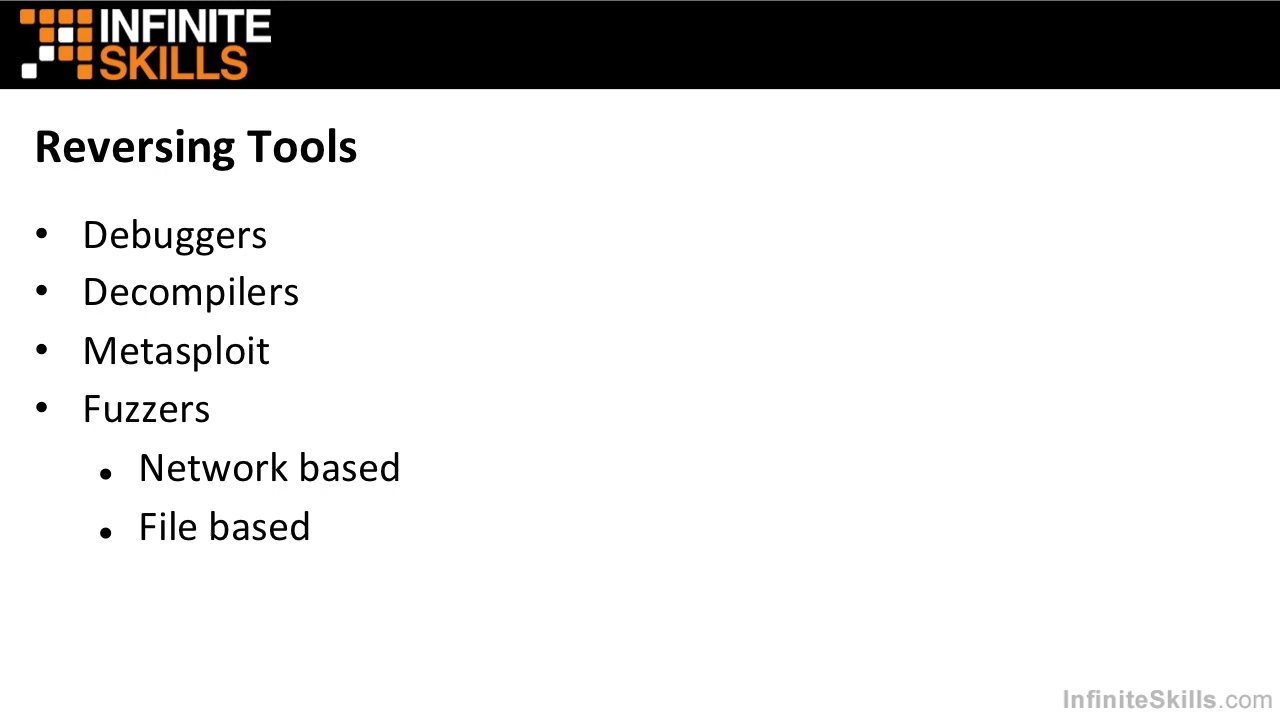 INFINITE
SKILLS
Reversing Tools
• Debuggers
• Decompilers
• Metasploit
• Fuzzers
• Network based
• File based
InfiniteSkills.com